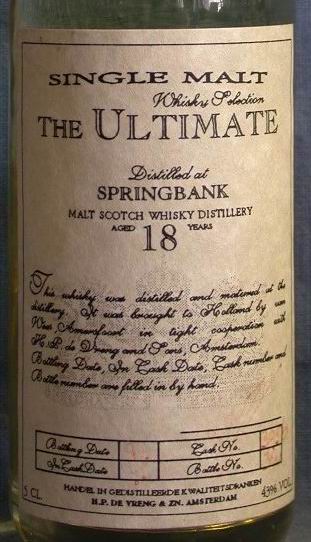 SINGLE MALT
Whisky Selection
THE ULTIMATE
Distilled at
SPRINGBANK
MALT SCOTCH WHISKY DISTILLERY
AGED 18 YEARS
This whisky was distilled and matured at the
distillery. It was brought to Holland by van
Wees Amersfoort in tight cooperation with
H.P. de Vreng and Sons, Amsterdam.
Bottling Date, In Cask Date, Cask number and
Bottle number are filled in by hand.
Bottling Date Cask No.
In Cask Date Bottle No.
HANDEL IN GEDISTILLEERDE KWALITEITSDRANKEN
5 CL. 43% VOL.
H.P. DE VRENG & ZN. AMSTERDAM